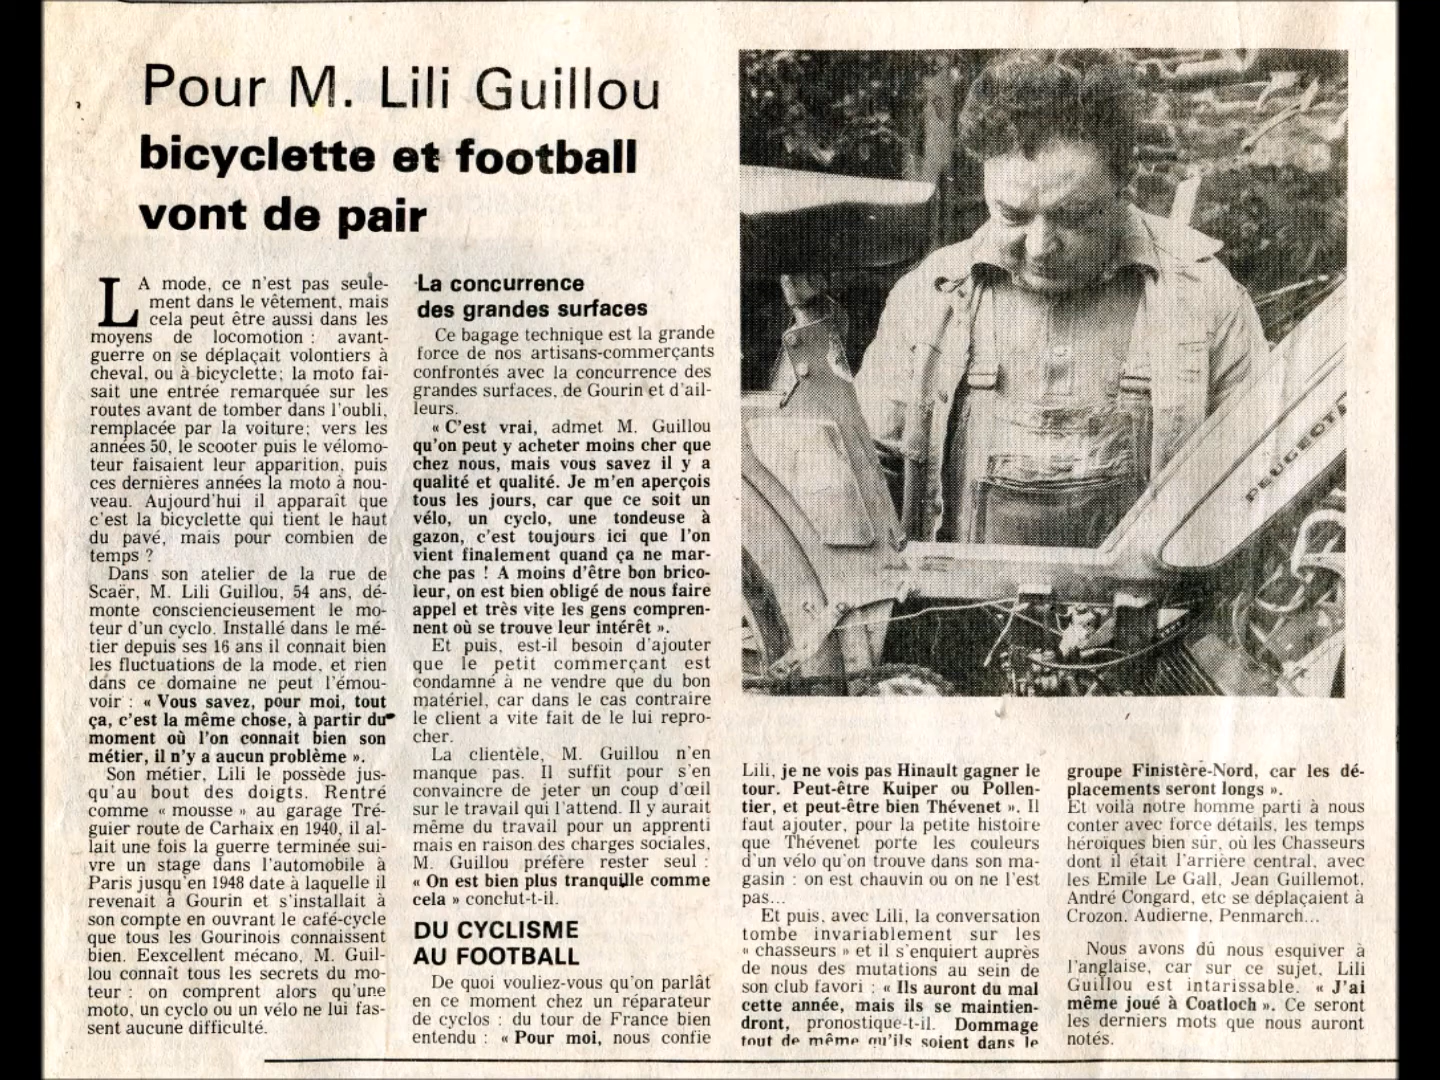 Pour M. Lili Guillou
bicyclette et football
vont de pair
LA mode, ce n'est pas seule-
ment dans le vêtement, mais
cela peut être aussi dans les
moyens de locomotion : avant-
guerre on se déplaçait volontiers à
cheval, ou à bicyclette; la moto fai-
sait une entrée remarquée sur les
routes avant de tomber dans l'oubli,
remplacée par la voiture; vers les
années 50, le scooter puis le vélomo-
teur faisaient leur apparition, puis
ces dernières années la moto à nou-
veau. Aujourd'hui il apparaît que
c'est la bicyclette qui tient le haut
du pavé, mais pour combien de
temps ?
Dans son atelier de la rue de
Scaër, M. Lili Guillou, 54 ans, dé-
monte consciencieusement le mo-
teur d'un cyclo. Installé dans le mé-
tier depuis ses 16 ans il connait bien
les fluctuations de la mode, et rien
dans ce domaine ne peut l'émou-
voir : « Vous savez, pour moi, tout
ça, c'est la même chose, à partir du
moment où l'on connait bien son
métier, il n'y a aucun problème ».
Son métier, Lili le possède jus-
qu'au bout des doigts. Rentré
comme « mousse » au garage Tré-
guier route de Carhaix en 1940, il al-
lait une fois la guerre terminée sui-
vre un stage dans l'automobile à
Paris jusqu'en 1948 date à laquelle il
revenait à Gourin et s'installait à
son compte en ouvrant le café-cycle
que tous les Gourinois connaissent
bien. Eexcellent mécano, M. Guil-
lou connaît tous les secrets du mo-
teur : on comprent alors qu'une
moto, un cyclo ou un vélo ne lui fas-
sent aucune difficulté.
La concurrence
des grandes surfaces
Ce bagage technique est la grande
force de nos artisans-commerçants
confrontés avec la concurrence des
grandes surfaces, de Gourin et d'ail-
leurs.
« C'est vrai, admet M. Guillou
qu'on peut y acheter moins cher que
chez nous, mais vous savez il y a
qualité et qualité. Je m'en aperçois
tous les jours, car que ce soit un
vélo, un cyclo, une tondeuse à
gazon, c'est toujours ici que l'on
vient finalement quand ça ne mar-
che pas ! A moins d'être bon brico-
leur, on est bien obligé de nous faire
appel et très vite les gens compren-
nent où se trouve leur intérêt ».
Et puis, est-il besoin d'ajouter
que le petit commerçant est
condamné à ne vendre que du bon
matériel, car dans le cas contraire
le client a vite fait de le lui repro-
cher.
La clientèle, M. Guillou n'en
manque pas. Il suffit pour s'en
convaincre de jeter un coup d'œil
sur le travail qui l'attend. Il y aurait
même du travail pour un apprenti
mais en raison des charges sociales,
M. Guillou préfère rester seul :
« On est bien plus tranquille comme
cela » conclut-t-il.
DU CYCLISME
AU FOOTBALL
De quoi vouliez-vous qu'on parlât
en ce moment chez un réparateur
de cyclos : du tour de France bien
entendu : « Pour moi, nous confie
PEUGEOT
Lili, je ne vois pas Hinault gagner le
tour. Peut-être Kuiper ou Pollen-
tier, et peut-être bien Thévenet ». Il
faut ajouter, pour la petite histoire
que Thévenet porte les couleurs
d'un vélo qu'on trouve dans son ma-
gasin : on est chauvin ou on ne l'est
pas...
Et puis, avec Lili, la conversation
tombe invariablement sur les
« chasseurs » et il s'enquiert auprès
de nous des mutations au sein de
son club favori : « Ils auront du mal
cette année, mais ils se maintien-
dront, pronostique-t-il. Dommage
tout de même qu'ils soient dans le
groupe Finistère-Nord, car les dé-
placements seront longs ».
Et voilà notre homme parti à nous
conter avec force détails, les temps
héroïques bien sûr, où les Chasseurs
dont il était l'arrière central, avec
les Emile Le Gall, Jean Guillemot,
André Congard, etc se déplaçaient à
Crozon, Audierne, Penmarch...
Nous avons dû nous esquiver à
l'anglaise, car sur ce sujet, Lili
Guillou est intarissable. « J'ai
même joué à Coatloch ». Ce seront
les derniers mots que nous auront
notés.